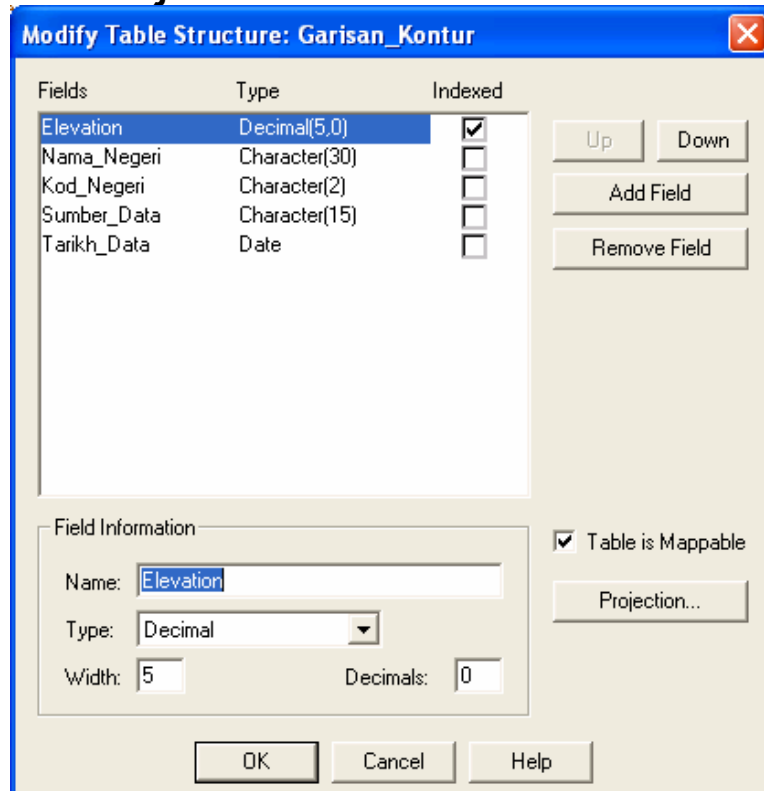 Modify Table Structure: Garisan_Kontur
Fields Type Indexed
Elevation Decimal(5,0)
Nama_Negeri Character(30)
Kod_Negeri Character(2)
Sumber_Data Character(15)
Tarikh_Data Date
Up Down
Add Field
Remove Field
Field Information
Name: Elevation
Type: Decimal
Width: 5 Decimals: 0
Table is Mappable
Projection...
OK Cancel Help